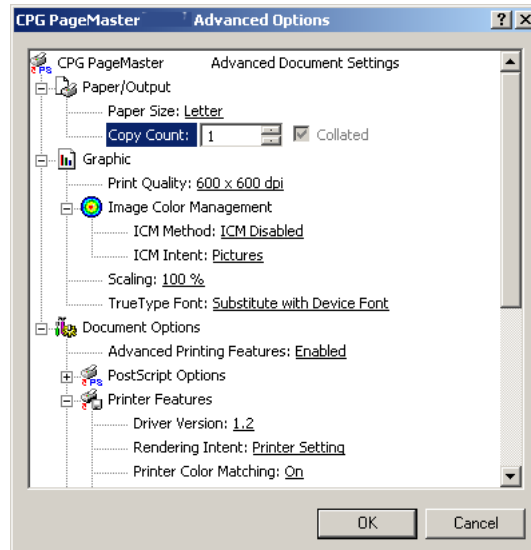 CPG PageMaster Advanced Options
CPG PageMaster Advanced Document Settings
Paper/Output
Paper Size: Letter
Copy Count: 1 Collated
Graphic
Print Quality: 600 x 600 dpi
Image Color Management
ICM Method: ICM Disabled
ICM Intent: Pictures
Scaling: 100 %
TrueType Font: Substitute with Device Font
Document Options
Advanced Printing Features: Enabled
PostScript Options
Printer Features
Driver Version: 1.2
Rendering Intent: Printer Setting
Printer Color Matching: On
OK Cancel